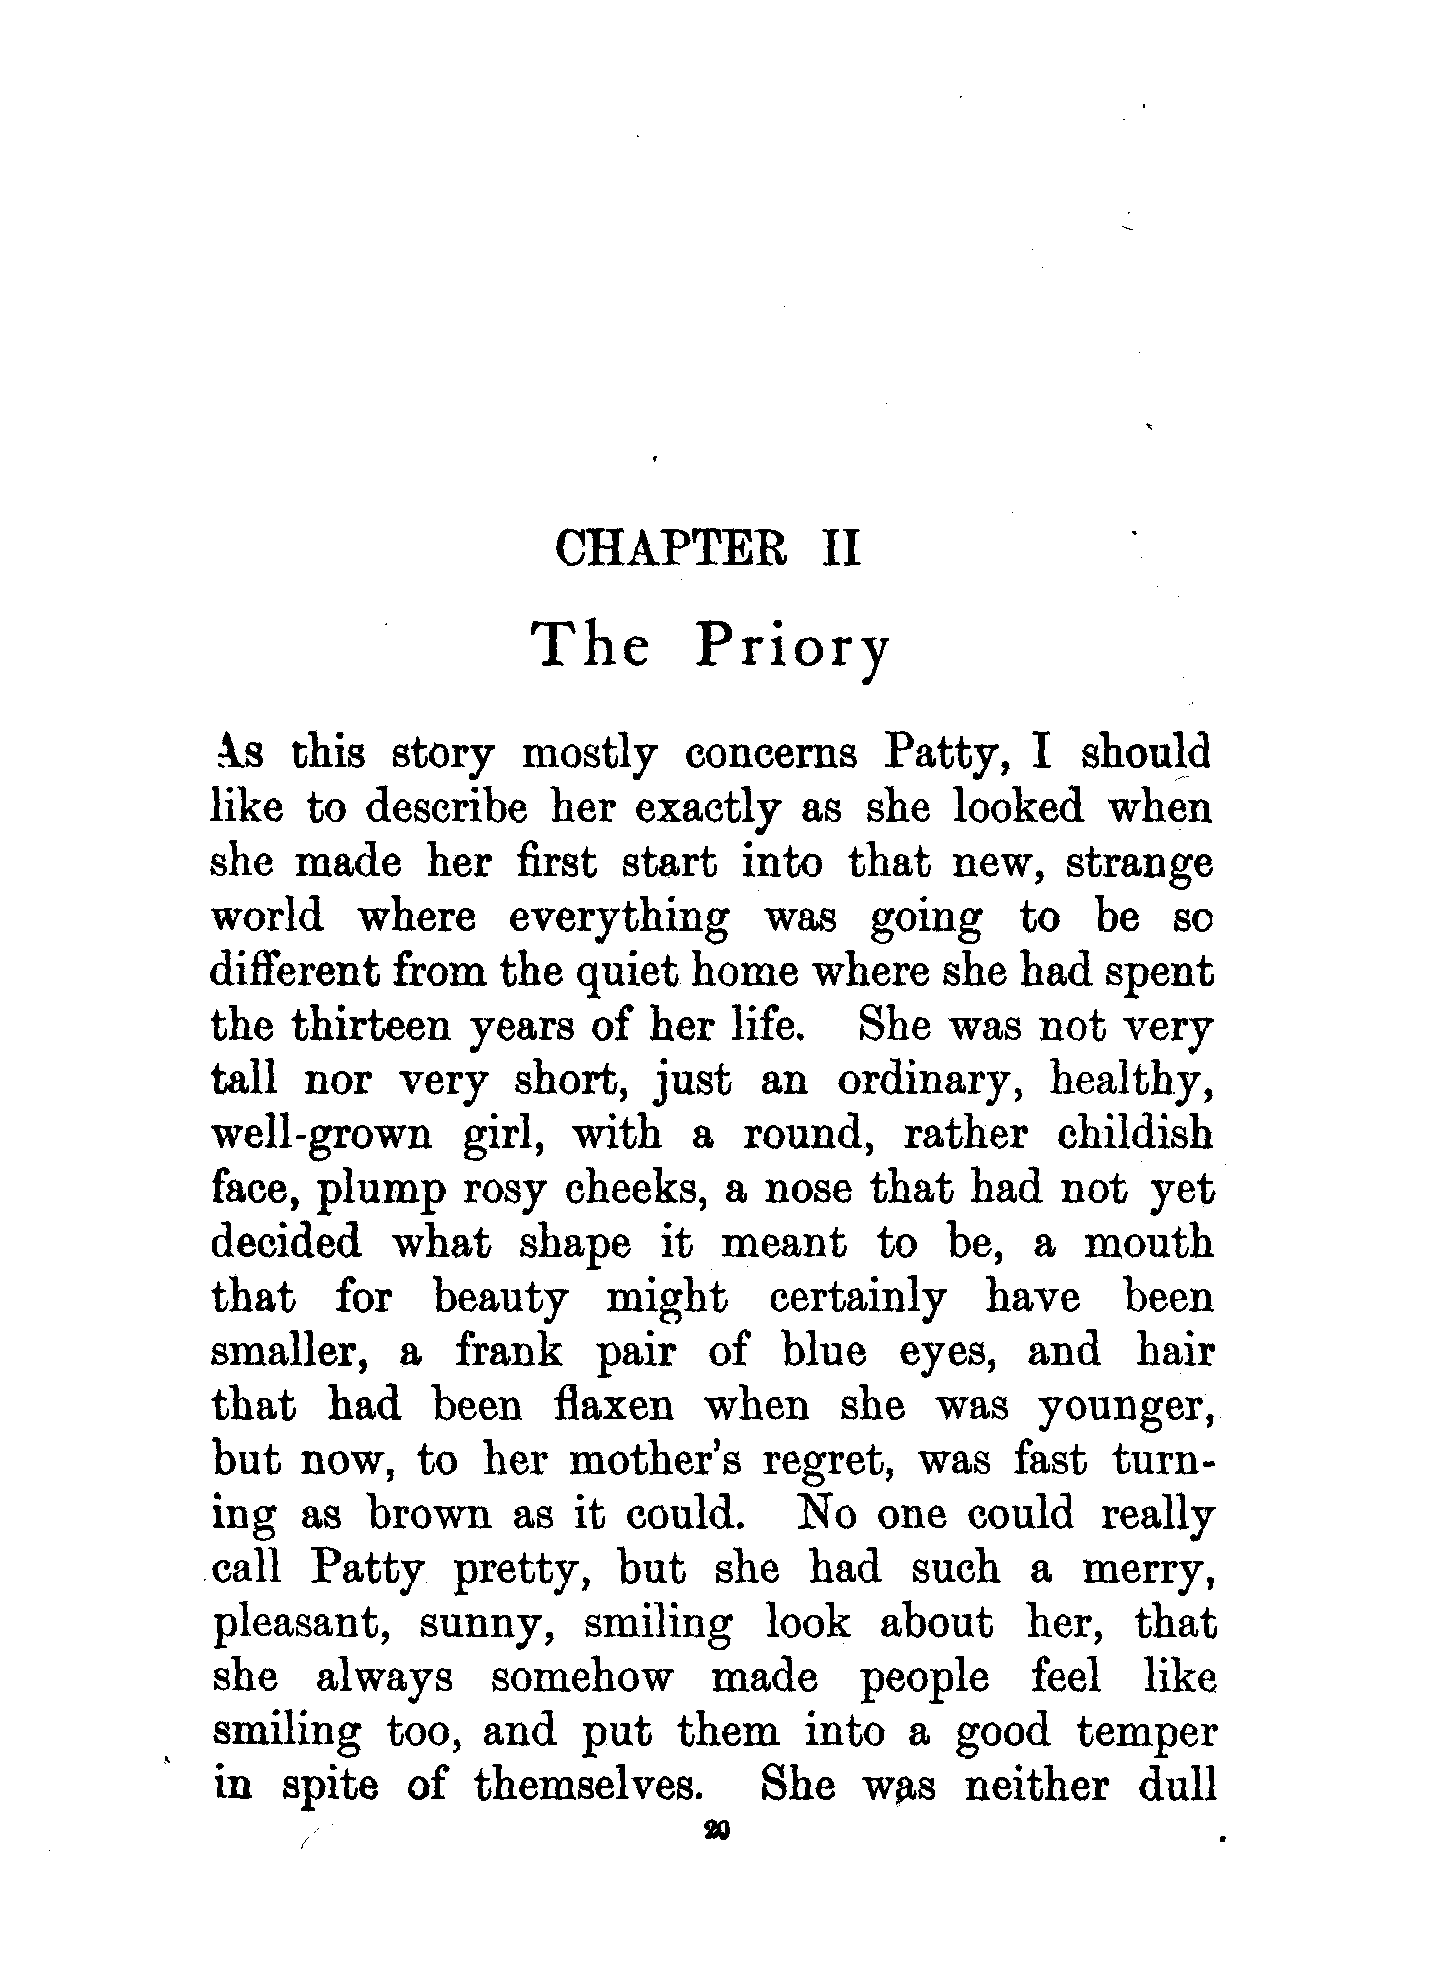 CHAPTER II
The Priory
As this story mostly concerns Patty, I should
like to describe her exactly as she looked when
she made her first start into that new, strange
world where everything was going to be so
different from the quiet home where she had spent
the thirteen years of her life. She was not very
tall nor very short, just an ordinary, healthy,
well-grown girl, with a round, rather childish
face, plump rosy cheeks, a nose that had not yet
decided what shape it meant to be, a mouth
that for beauty might certainly have been
smaller, a frank pair of blue eyes, and hair
that had been flaxen when she was younger,
but now, to her mother's regret, was fast turn-
ing as brown as it could. No one could really
call Patty pretty, but she had such a merry,
pleasant, sunny, smiling look about her, that
she always somehow made people feel like
smiling too, and put them into a good temper
in spite of themselves. She was neither dull
20